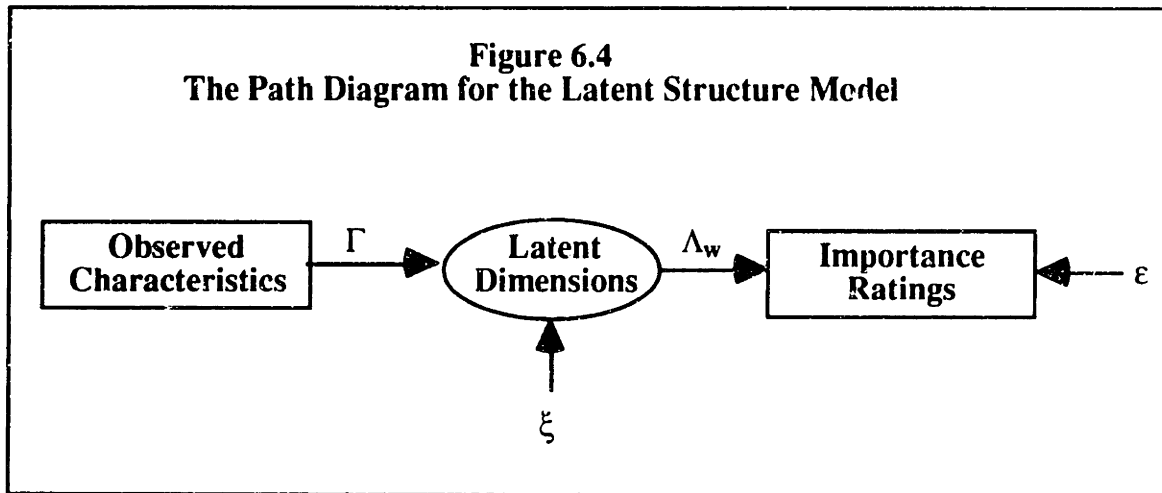 Figure 6.4
The Path Diagram for the Latent Structure Model
Observed
Characteristics
Γ
Latent
Dimensions
Λw
Importance
Ratings
ε
ξ